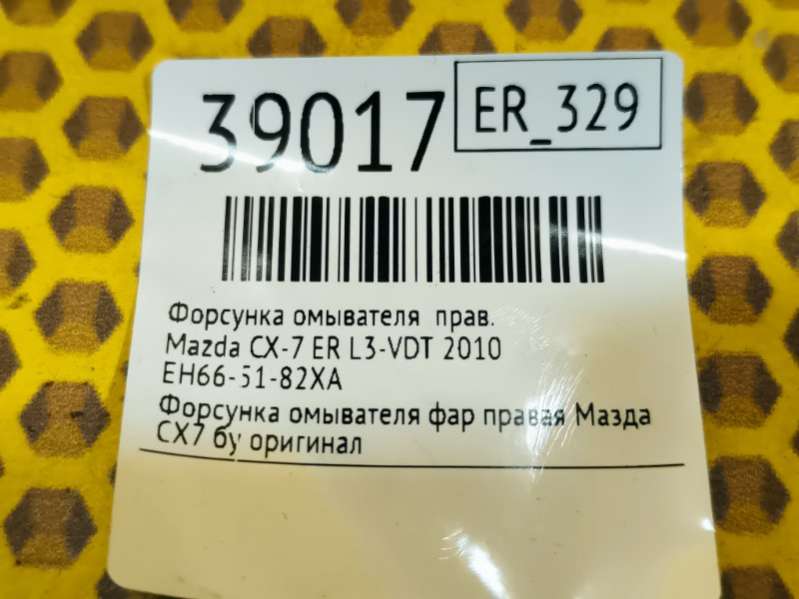 39017
ER_329
Форсунка омывателя прав.
Mazda CX-7 ER L3-VDT 2010
EH66-51-82XA
Форсунка омывателя фар правая Мазда
СХ7 бу оригинал